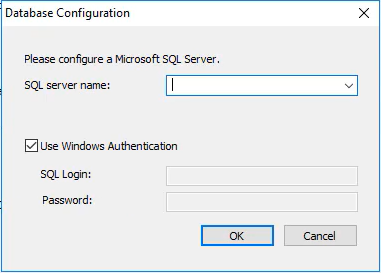 Database Configuration
Please configure a Microsoft SQL Server.
SQL server name:
Use Windows Authentication
SQL Login:
Password:
OK Cancel